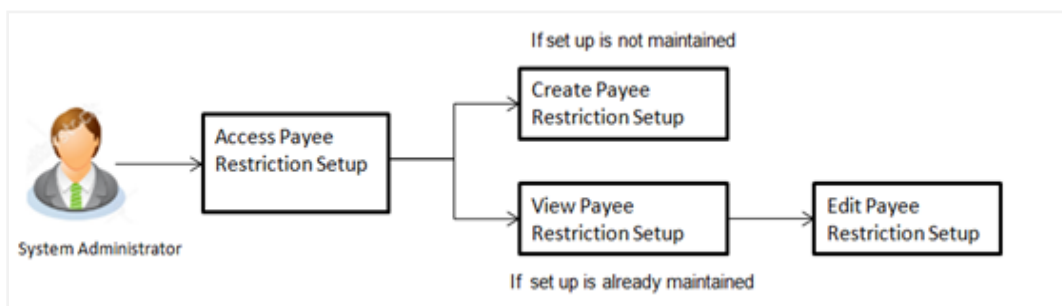 If set up is not maintained
Create Payee
Restriction Setup
Access Payee
Restriction Setup
View Payee
Restriction Setup
Edit Payee
Restriction Setup
System Administrator
If set up is already maintained